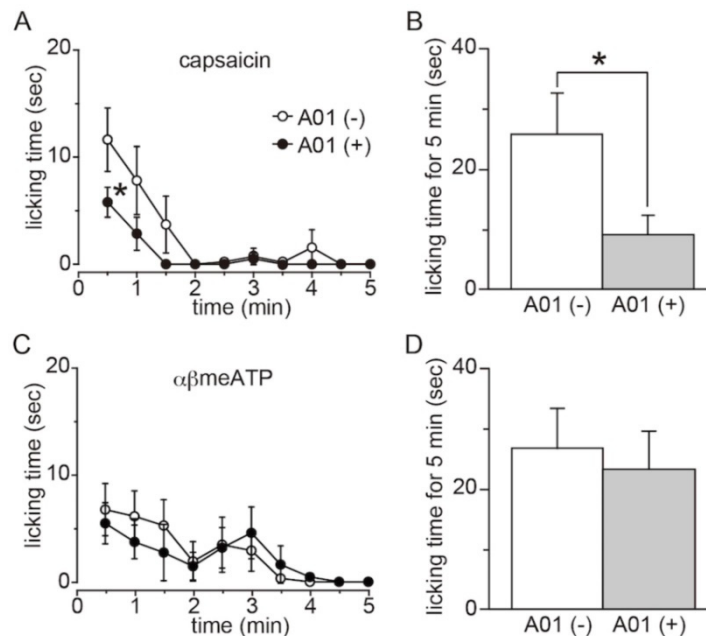 A
20
10
0
licking time (sec)
capsaicin
A01 (-)
A01 (+)
*
0 1 2 3 4 5
time (min)
B
40
20
0
licking time for 5 min (sec)
*
A01 (-) A01 (+)
C
20
10
0
licking time (sec)
αβmeATP
0 1 2 3 4 5
time (min)
D
40
20
0
licking time for 5 min (sec)
A01 (-) A01 (+)